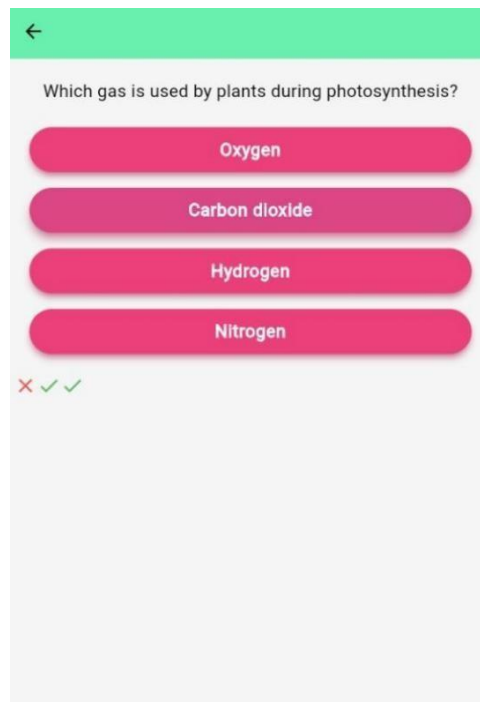 Which gas is used by plants during photosynthesis?
Oxygen
Carbon dioxide
Hydrogen
Nitrogen